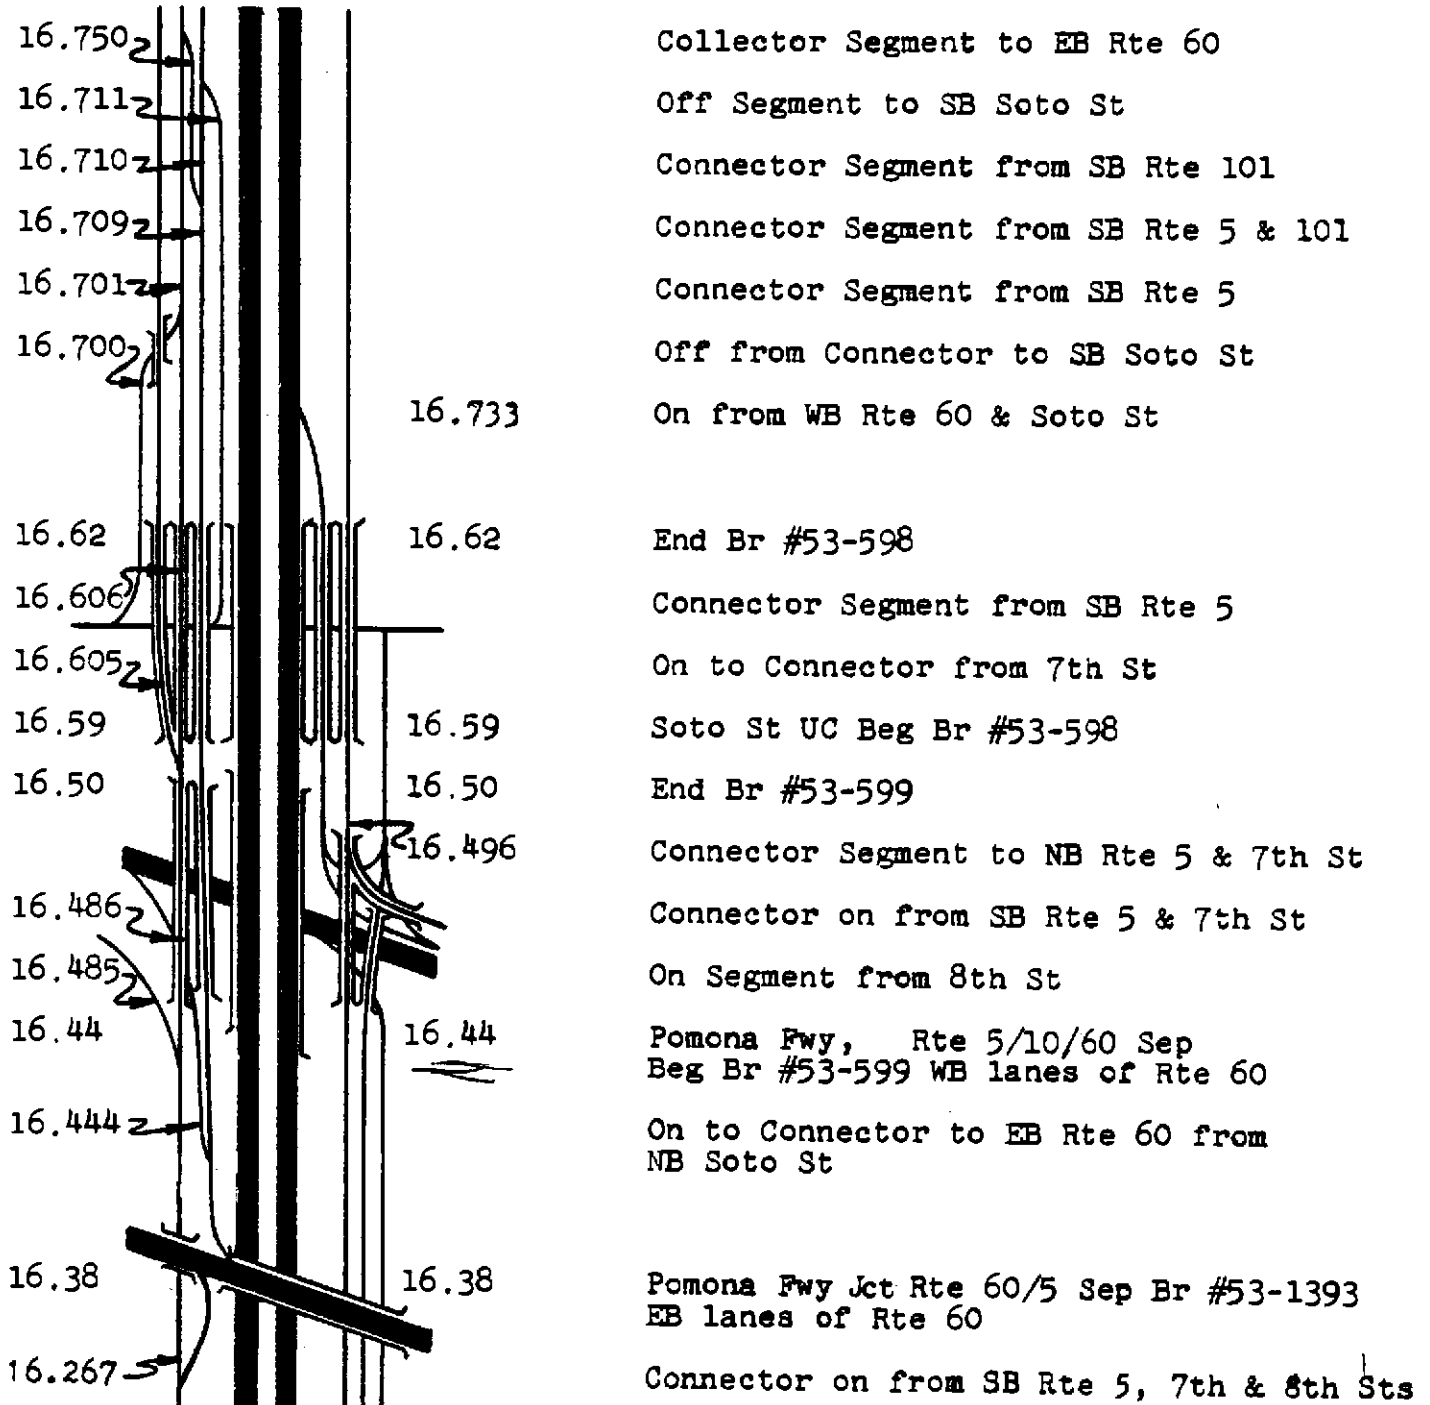 16.750 Collector Segment to EB Rte 60
16.711 Off Segment to SB Soto St
16.710 Connector Segment from SB Rte 101
16.709 Connector Segment from SB Rte 5 & 101
16.701 Connector Segment from SB Rte 5
16.700 Off from Connector to SB Soto St
16.733 On from WB Rte 60 & Soto St
16.62 16.62 End Br #53-598
16.606 Connector Segment from SB Rte 5
16.605 On to Connector from 7th St
16.59 16.59 Soto St UC Beg Br #53-598
16.50 16.50 End Br #53-599
16.496 Connector Segment to NB Rte 5 & 7th St
16.486 Connector on from SB Rte 5 & 7th St
16.485 On Segment from 8th St
16.44 16.44 Pomona Fwy, Rte 5/10/60 Sep
Beg Br #53-599 WB lanes of Rte 60
16.444 On to Connector to EB Rte 60 from
NB Soto St
16.38 16.38 Pomona Fwy Jct Rte 60/5 Sep Br #53-1393
EB lanes of Rte 60
16.267 Connector on from SB Rte 5, 7th & 8th Sts